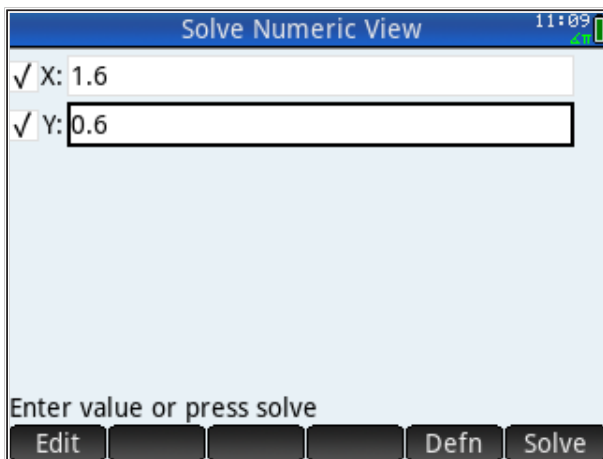 Solve Numeric View 11:09
∠π
√ X: 1.6
√ Y: 0.6
Enter value or press solve
Edit Defn Solve